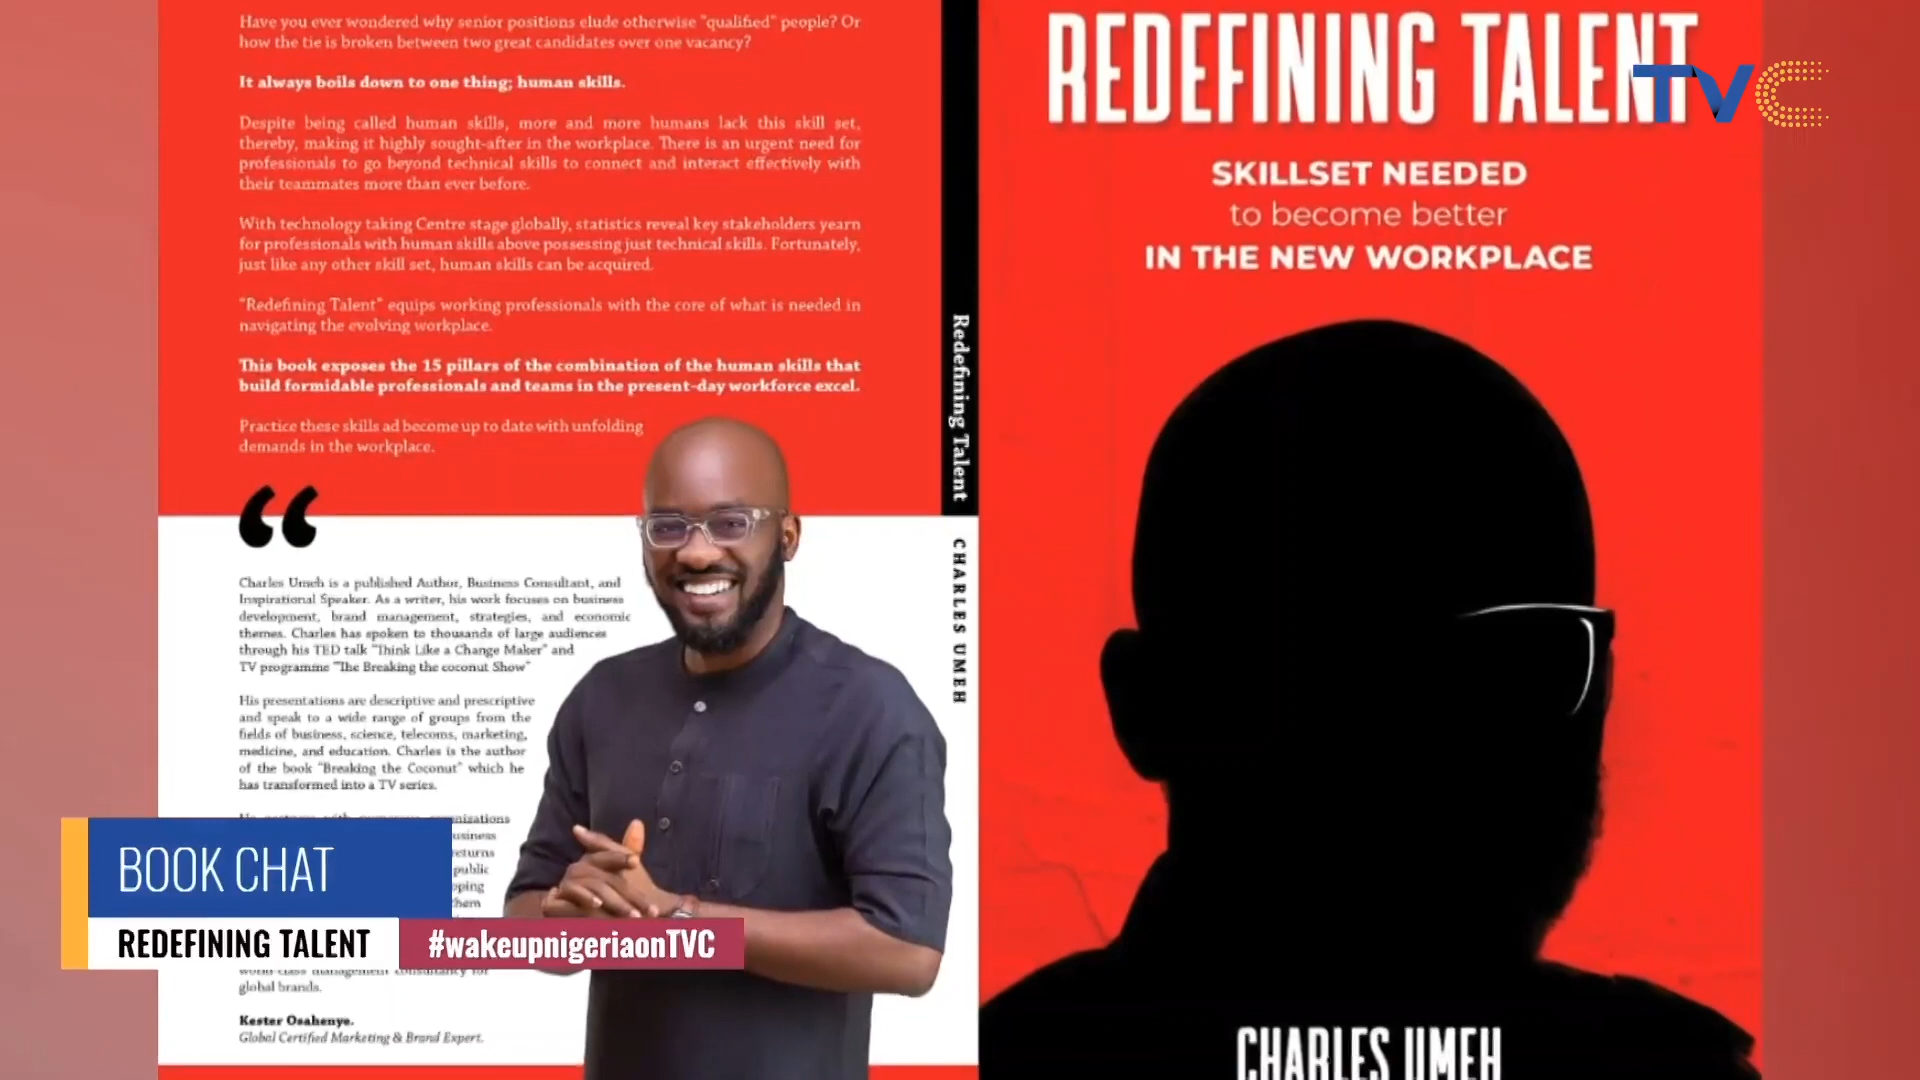 Have you ever wondered why senior positions elude otherwise "qualified" people? Or
how the tie is broken between two great candidates over one vacancy?
It always boils down to one thing; human skills.
Despite being called human skills, more and more humans lack this skill set,
thereby, making it highly sought-after in the workplace. There is an urgent need for
professionals to go beyond technical skills to connect and interact effectively with
their teammates more than ever before.
With technology taking Centre stage globally, statistics reveal key stakeholders yearn
for professionals with human skills above possessing just technical skills. Fortunately,
just like any other skill set, human skills can be acquired.
"Redefining Talent" equips working professionals with the core of what is needed in
navigating the evolving workplace.
This book exposes the 15 pillars of the combination of the human skills that
build formidable professionals and teams in the present-day workforce excel.
Practice these skills ad become up to date with unfolding
demands in the workplace.
“
Charles Umeh is a published Author, Business Consultant, and
Inspirational Speaker. As a writer, his work focuses on business
development, brand management, strategies, and economic
themes. Charles has spoken to thousands of large audiences
through his TED talk "Think Like a Change Maker" and
TV programme "The Breaking the coconut Show"
His presentations are descriptive and prescriptive
and speak to a wide range of groups from the
fields of business, science, telecoms, marketing,
medicine, and education. Charles is the author
of the book "Breaking the Coconut" which he
has transformed into a TV series.
public
world-class management consultancy for
global brands.
Kester Osahenye.
Global Certified Marketing & Brand Expert.
Redefining Talent
CHARLES UMEH
REDEFINING TALENT
TVC
SKILLSET NEEDED
to become better
IN THE NEW WORKPLACE
CHARLES UMEH
BOOK CHAT
REDEFINING TALENT
#wakeupnigeriaonTVC